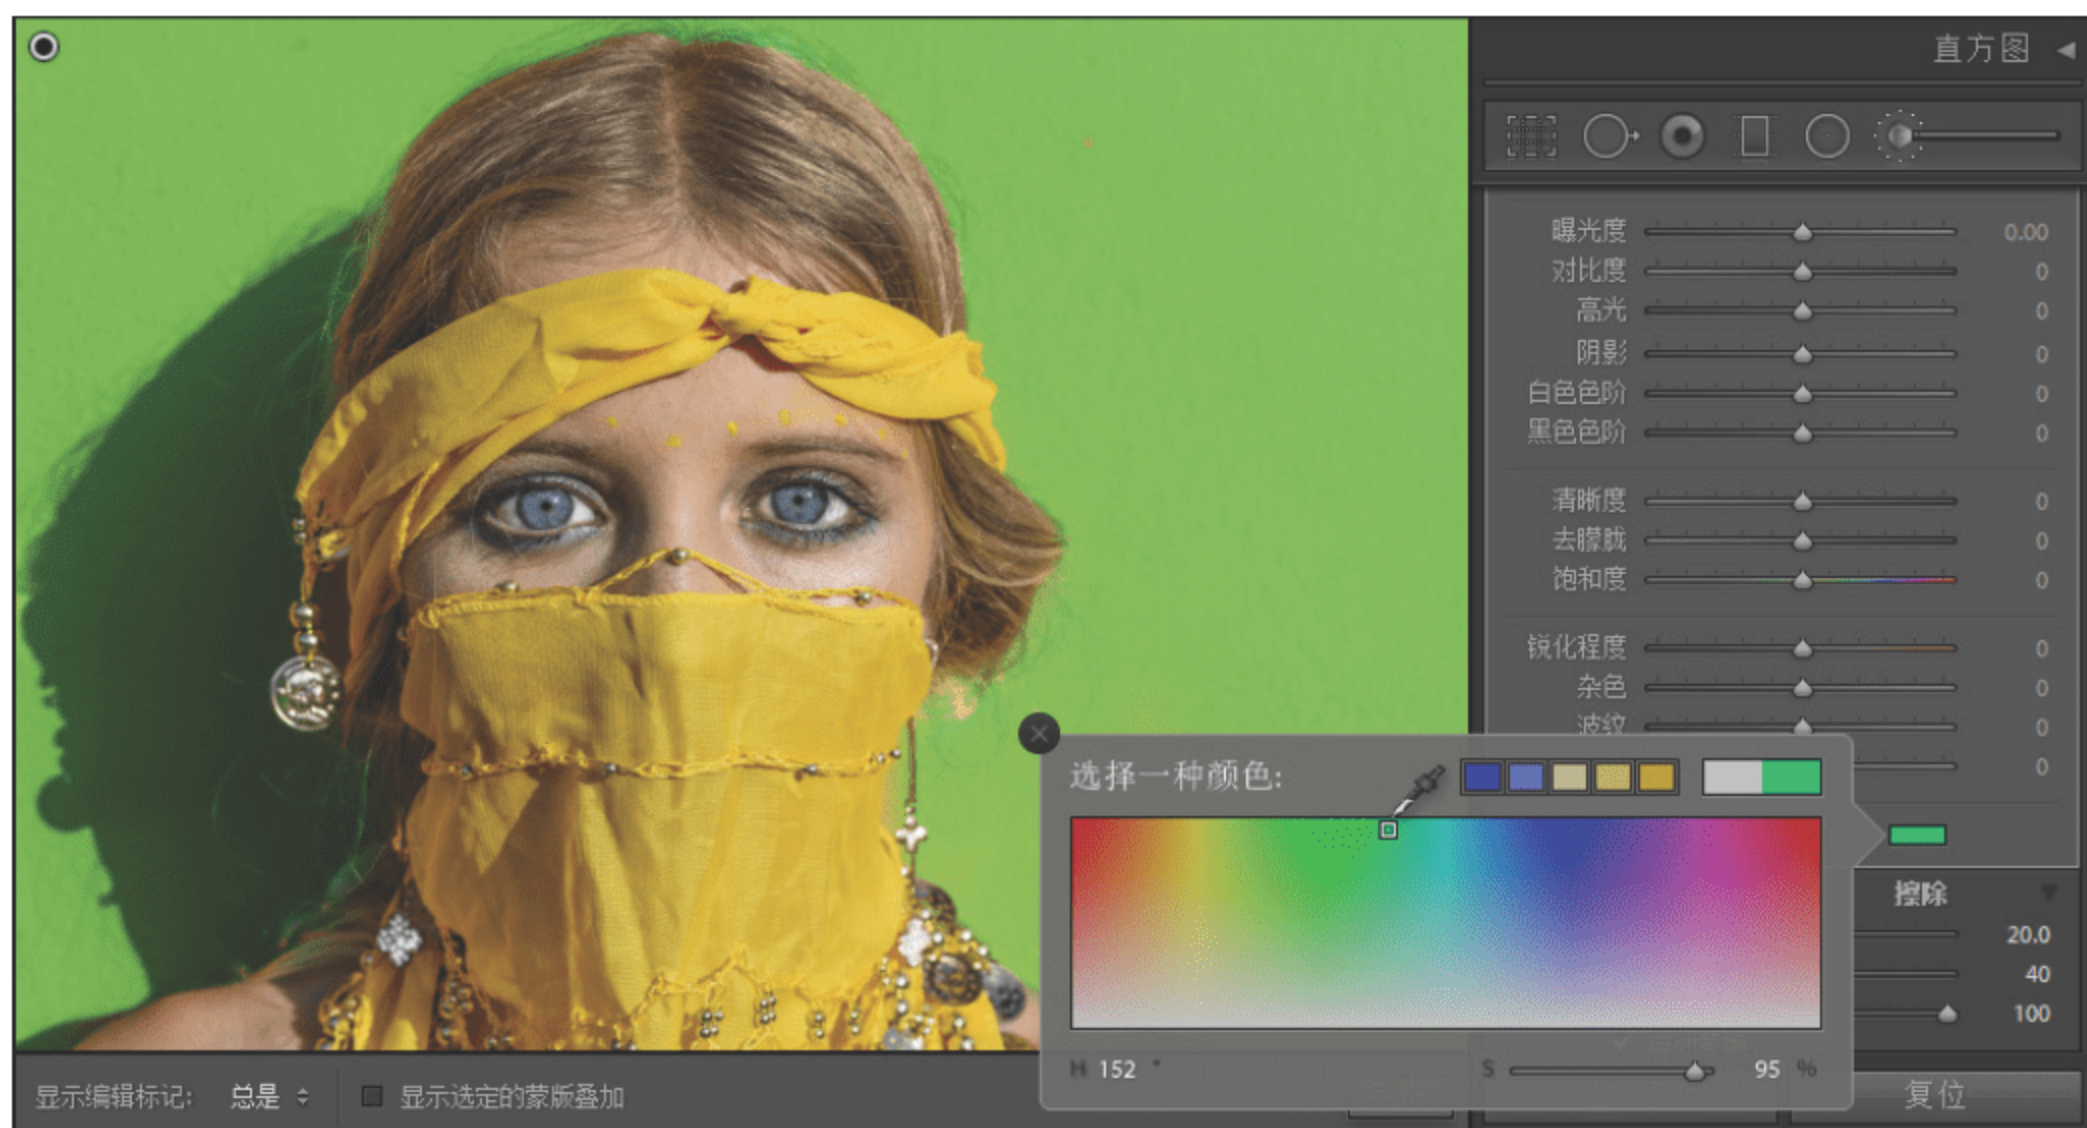 直方图
曝光度 0.00
对比度 0
高光 0
阴影 0
白色色阶 0
黑色色阶 0
清晰度 0
去朦胧 0
饱和度 0
锐化程度 0
杂色 0
波纹 0
0
选择一种颜色:
擦除
20.0
40
100
H 152 ° S 95 %
显示编辑标记: 总是 显示选定的蒙版叠加
复位